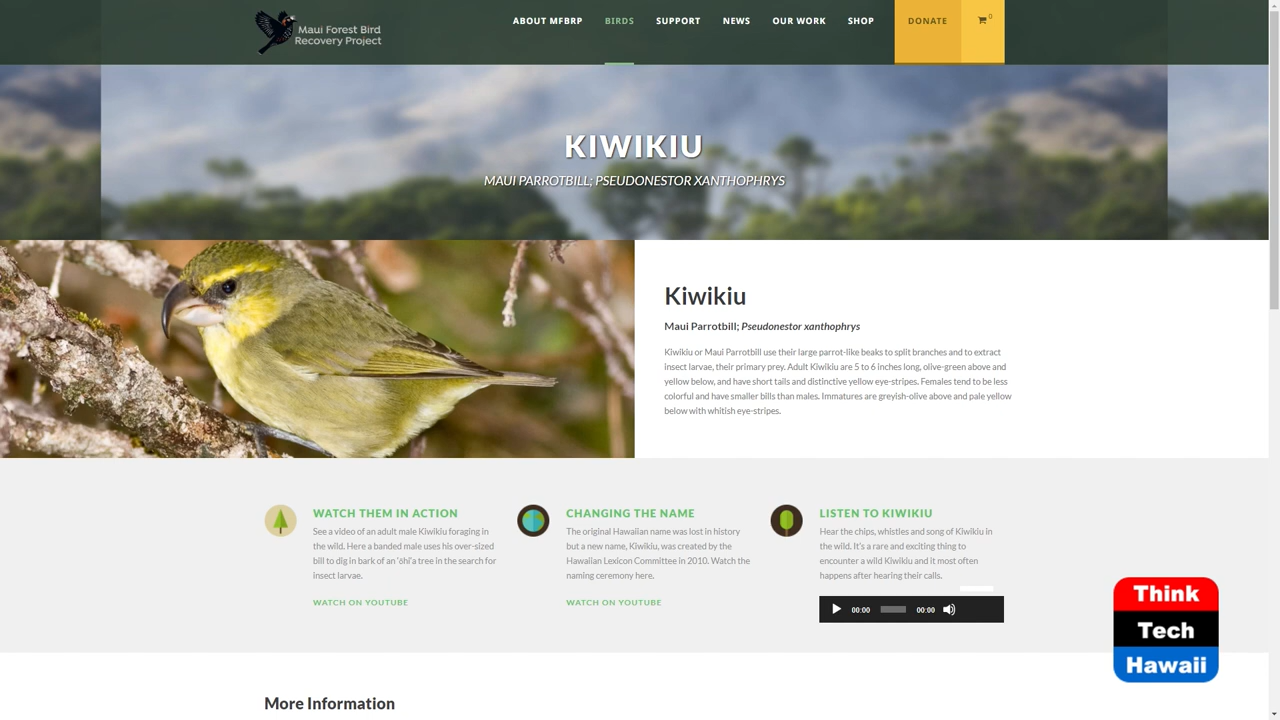 Maui Forest Bird
Recovery Project
ABOUT MFBRP
BIRDS
SUPPORT
NEWS
OUR WORK
SHOP
DONATE
0
KIWIKIU
MAUI PARROTBILL; PSEUDONESTOR XANTHOPHRYS
Kiwikiu
Maui Parrotbill; Pseudonestor xanthophrys
Kiwikiu or Maui Parrotbill use their large parrot-like beaks to split branches and to extract
insect larvae, their primary prey. Adult Kiwikiu are 5 to 6 inches long, olive-green above and
yellow below, and have short tails and distinctive yellow eye-stripes. Females tend to be less
colorful and have smaller bills than males. Immatures are greyish-olive above and pale yellow
below with whitish eye-stripes.
WATCH THEM IN ACTION
See a video of an adult male Kiwikiu foraging in
the wild. Here a banded male uses his over-sized
bill to dig in bark of an ʻōhiʻa tree in the search for
insect larvae.
WATCH ON YOUTUBE
CHANGING THE NAME
The original Hawaiian name was lost in history
but a new name, Kiwikiu, was created by the
Hawaiian Lexicon Committee in 2010. Watch the
naming ceremony here.
WATCH ON YOUTUBE
LISTEN TO KIWIKIU
Hear the chips, whistles and song of Kiwikiu in
the wild. It's a rare and exciting thing to
encounter a wild Kiwikiu and it most often
happens after hearing their calls.
00:00 00:00
Think
Tech
Hawaii
More Information